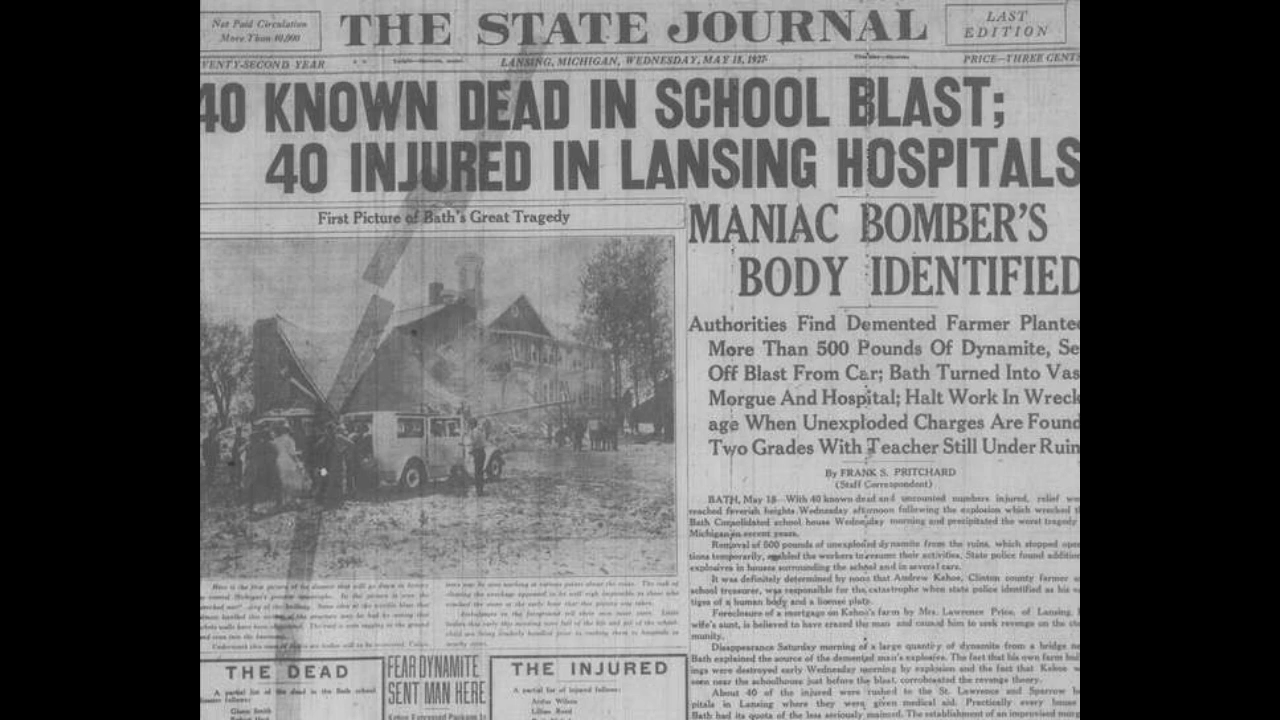 Net Paid Circulation
More Than 40,000
THE STATE JOURNAL
LAST
EDITION
VENTY-SECOND YEAR
LANSING, MICHIGAN, WEDNESDAY, MAY 18, 1927
PRICE—THREE CENTS
40 KNOWN DEAD IN SCHOOL BLAST;
40 INJURED IN LANSING HOSPITALS
First Picture of Bath's Great Tragedy
MANIAC BOMBER'S
BODY IDENTIFIED
Authorities Find Demented Farmer Planted
More Than 500 Pounds Of Dynamite, Se
Off Blast From Car; Bath Turned Into Vas
Morgue And Hospital; Halt Work In Wreck
age When Unexploded Charges Are Found
Two Grades With Teacher Still Under Ruin
By FRANK S. PRITCHARD
(Staff Correspondent)
BATH, May 18—With 40 known dead and uncounted numbers injured, relief wo
reached feverish heights Wednesday afternoon following the explosion which wrecked t
Bath Consolidated school house Wednesday morning and precipitated the worst tragedy
Michigan in recent years.
Removal of 500 pounds of unexploded dynamite from the ruins, which stopped oper
tions temporarily, enabled the workers to resume their activities. State police found addition
explosives in houses surrounding the school and in several cars.
It was definitely determined by noon that Andrew Kehoe, Clinton county farmer a
school treasurer, was responsible for this catastrophe when state police identified as his
tiges of a human body and a license plate.
Foreclosure of a mortgage on Kehoe's farm by Mrs. Lawrence Price, of Lansing, h
wife's aunt, is believed to have crazed the man and caused him to seek revenge on the co
munity.
Disappearance Saturday morning of a large quantity of dynamite from a bridge ne
Bath explained the source of the demented man's explosive. The fact that his own farm buil
ings were destroyed early Wednesday morning by explosion and the fact that Kehoe w
seen near the schoolhouse just before the blast, corroborated the revenge theory.
About 40 of the injured were rushed to the St. Lawrence and Sparrow h
pitals in Lansing where they were given medical aid. Practically every house
Bath had its quota of the less seriously maimed. The establishment of an improvised
THE DEAD
A partial list of the dead in the Bath school
FEAR DYNAMITE
SENT MAN HERE
THE INJURED
A partial list of injured follows: